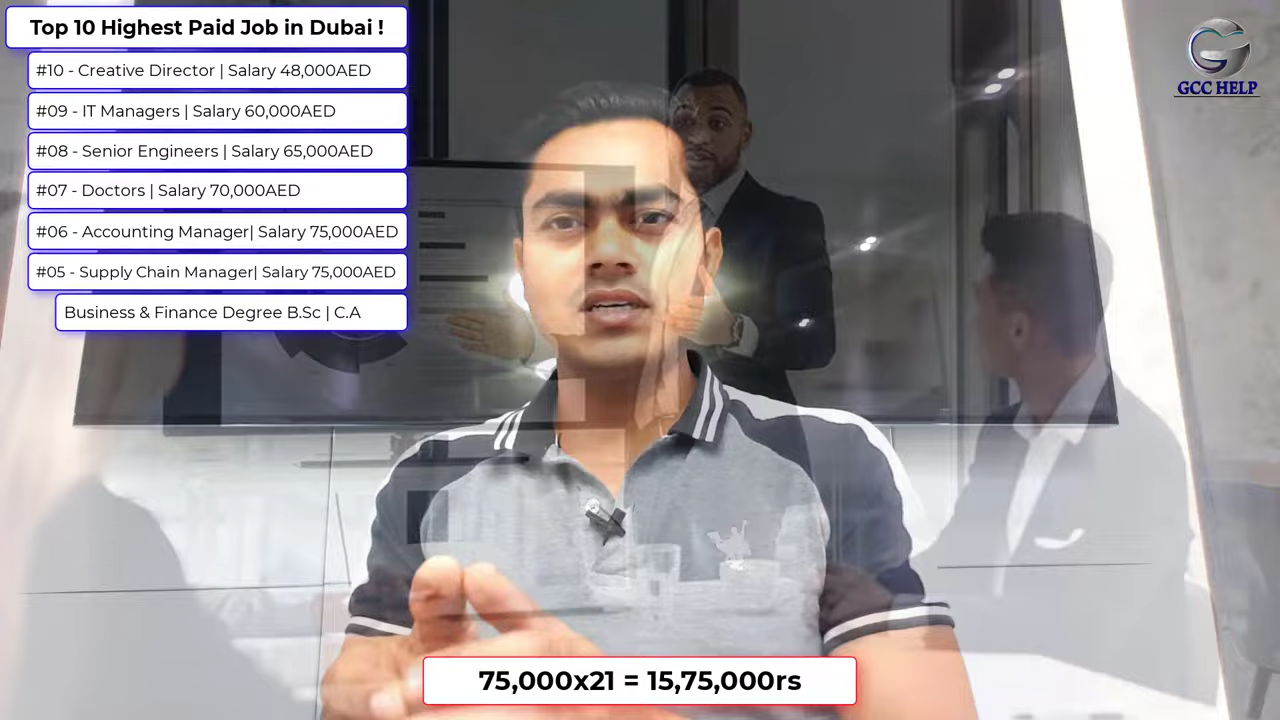 Top 10 Highest Paid Job in Dubai !
#10 - Creative Director | Salary 48,000AED
#09 - IT Managers | Salary 60,000AED
#08 - Senior Engineers | Salary 65,000AED
#07 - Doctors | Salary 70,000AED
#06 - Accounting Manager| Salary 75,000AED
#05 - Supply Chain Manager| Salary 75,000AED
Business & Finance Degree B.Sc | C.A
GCC HELP
75,000x21 = 15,75,000rs